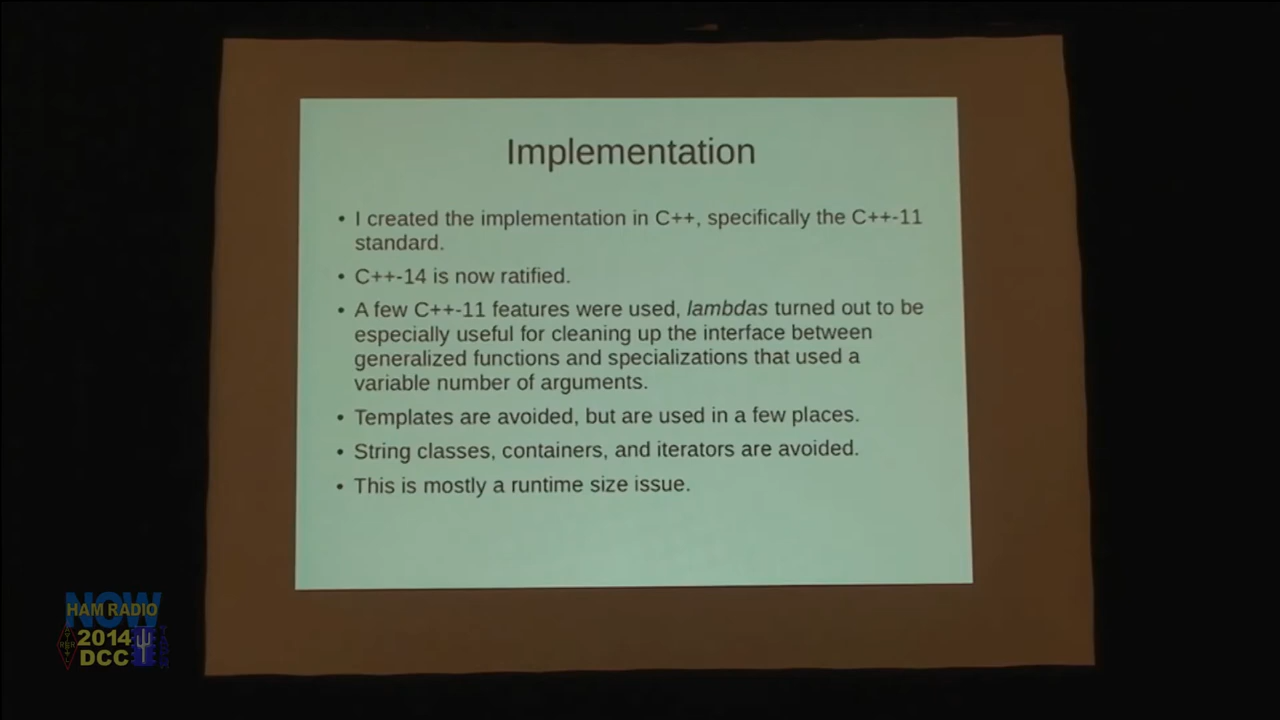 Implementation
• I created the implementation in C++, specifically the C++-11
standard.
• C++-14 is now ratified.
• A few C++-11 features were used, lambdas turned out to be
especially useful for cleaning up the interface between
generalized functions and specializations that used a
variable number of arguments.
• Templates are avoided, but are used in a few places.
• String classes, containers, and iterators are avoided.
• This is mostly a runtime size issue.
NOW
HAM RADIO
2014
DCC